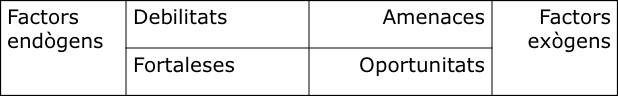 Factors
endògens
Debilitats
Amenaces
Fortaleses
Oportunitats
Factors
exògens